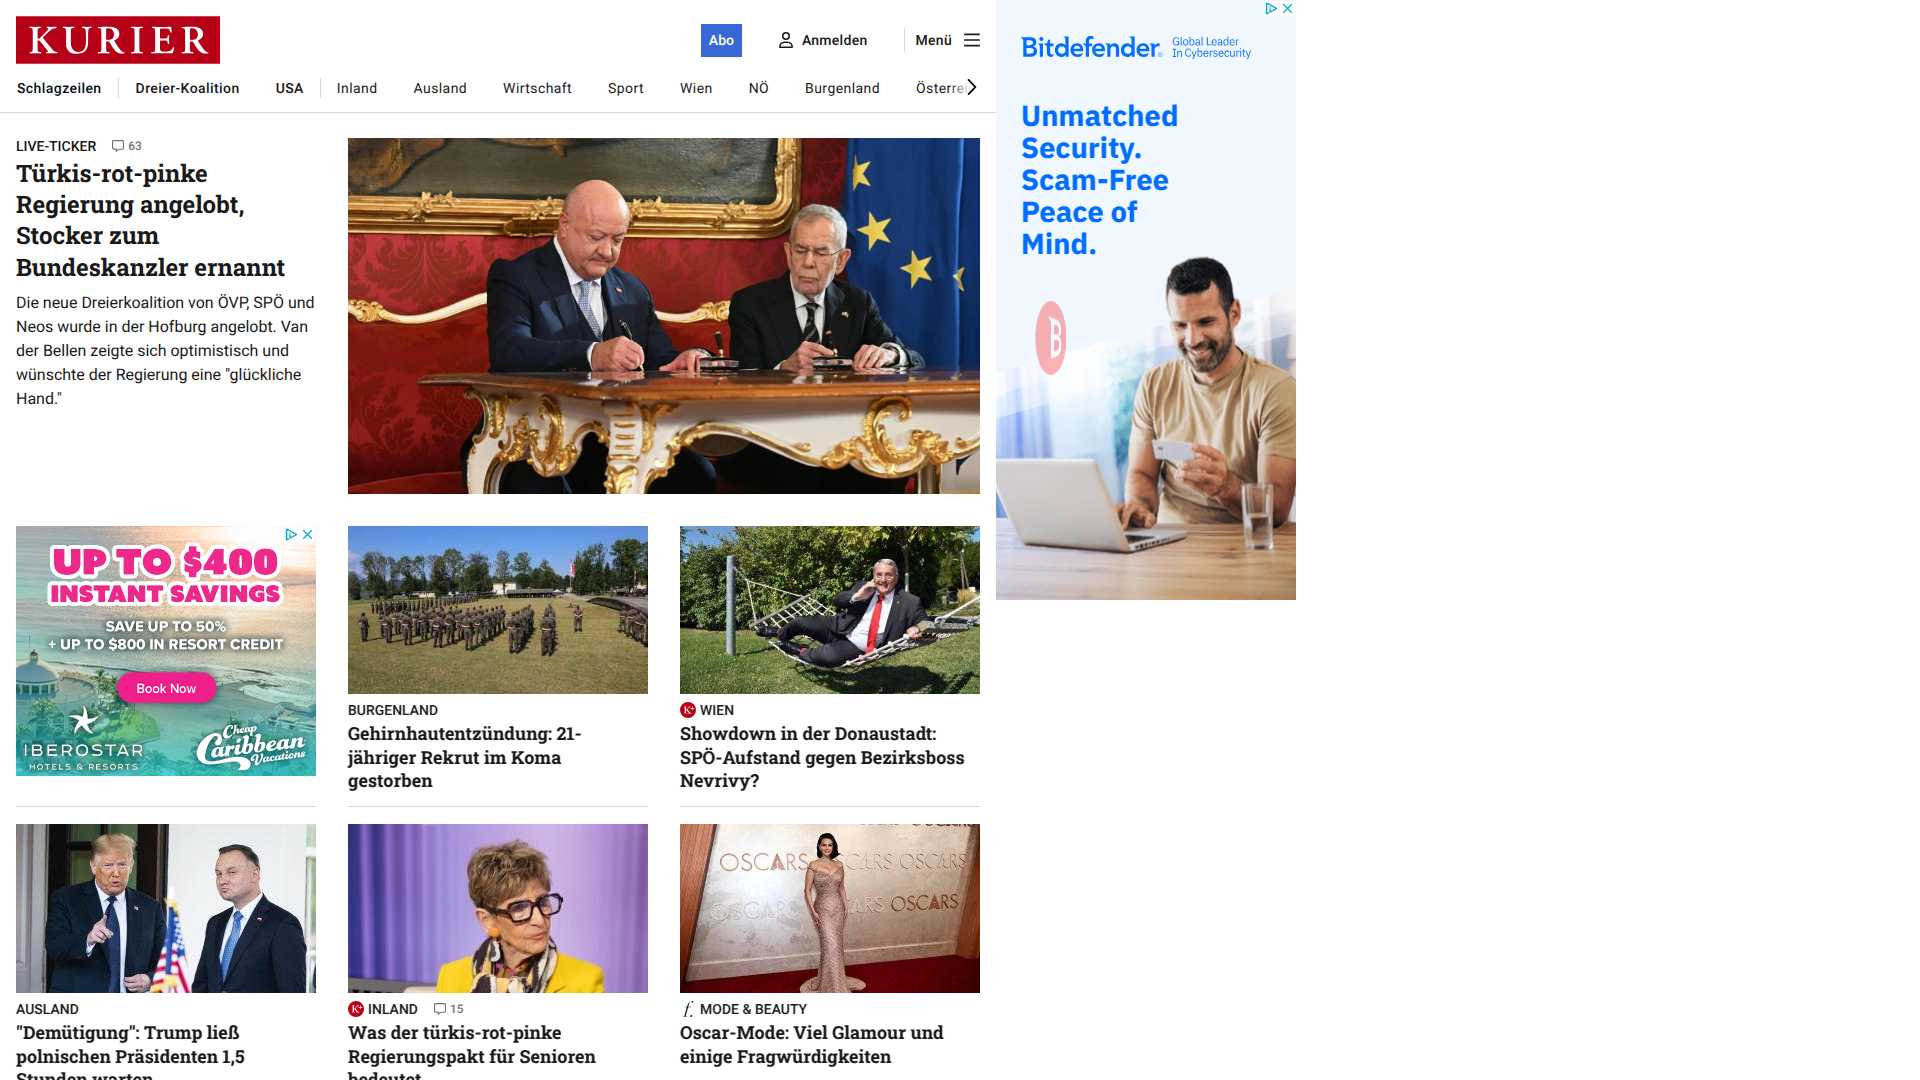 KURIER
Abo
Anmelden
Menü
Schlagzeilen
Dreier-Koalition
USA
Inland
Ausland
Wirtschaft
Sport
Wien
NÖ
Burgenland
Österre
LIVE-TICKER 63
Türkis-rot-pinke
Regierung angelobt,
Stocker zum
Bundeskanzler ernannt
Die neue Dreierkoalition von ÖVP, SPÖ und
Neos wurde in der Hofburg angelobt. Van
der Bellen zeigte sich optimistisch und
wünschte der Regierung eine "glückliche
Hand."
Bitdefender
Global Leader
In Cybersecurity
Unmatched
Security.
Scam-Free
Peace of
Mind.
B
UP TO $400
INSTANT SAVINGS
SAVE UP TO 50%
+ UP TO $800 IN RESORT CREDIT
Book Now
IBEROSTAR
HOTELS & RESORTS
Cheap
Caribbean
Vacations
BURGENLAND
Gehirnhautentzündung: 21-
jähriger Rekrut im Koma
gestorben
K+ WIEN
Showdown in der Donaustadt:
SPÖ-Aufstand gegen Bezirksboss
Nevrivy?
AUSLAND
"Demütigung": Trump ließ
polnischen Präsidenten 1,5
Stunden warten
K+ INLAND 15
Was der türkis-rot-pinke
Regierungspakt für Senioren
bedeutet
OSCARS
OSCARS
OSCARS
f. MODE & BEAUTY
Oscar-Mode: Viel Glamour und
einige Fragwürdigkeiten